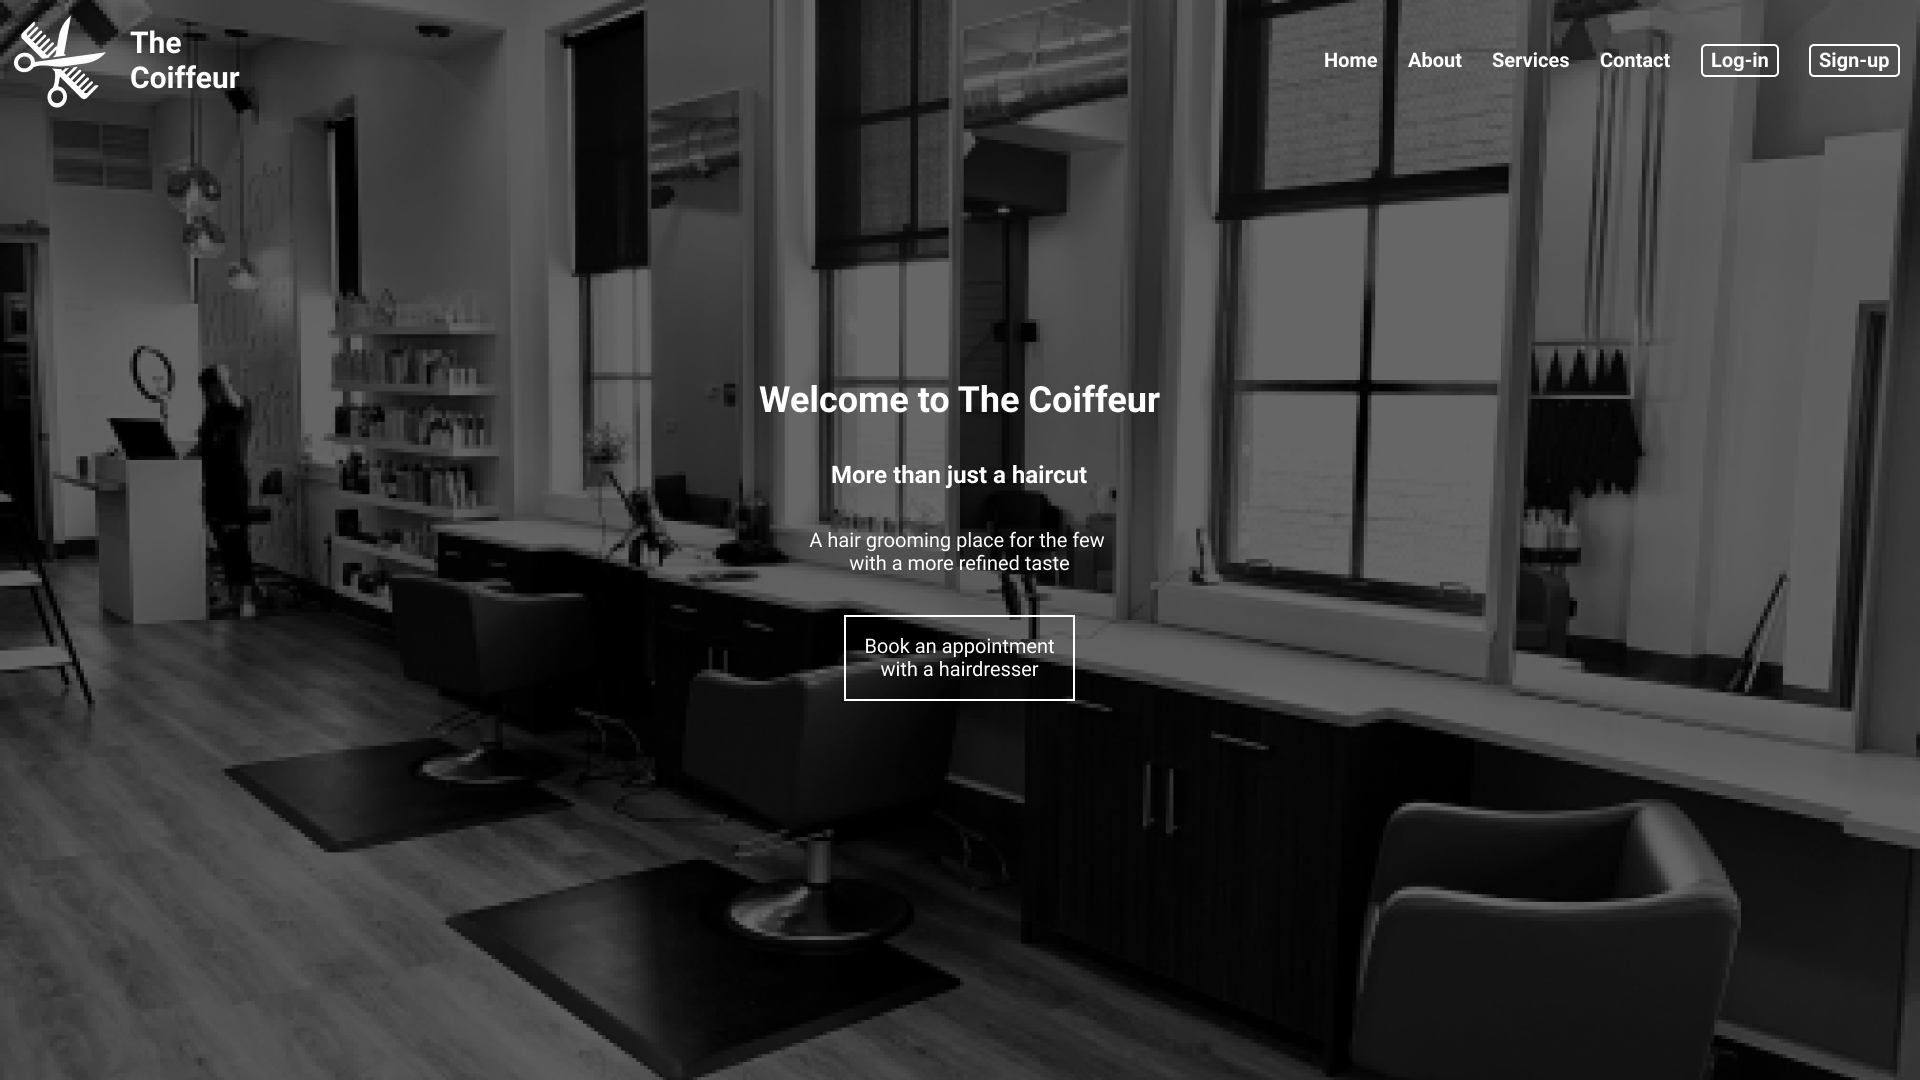 The
Coiffeur
Home
About
Services
Contact
Log-in
Sign-up
Welcome to The Coiffeur
More than just a haircut
A hair grooming place for the few
with a more refined taste
Book an appointment
with a hairdresser